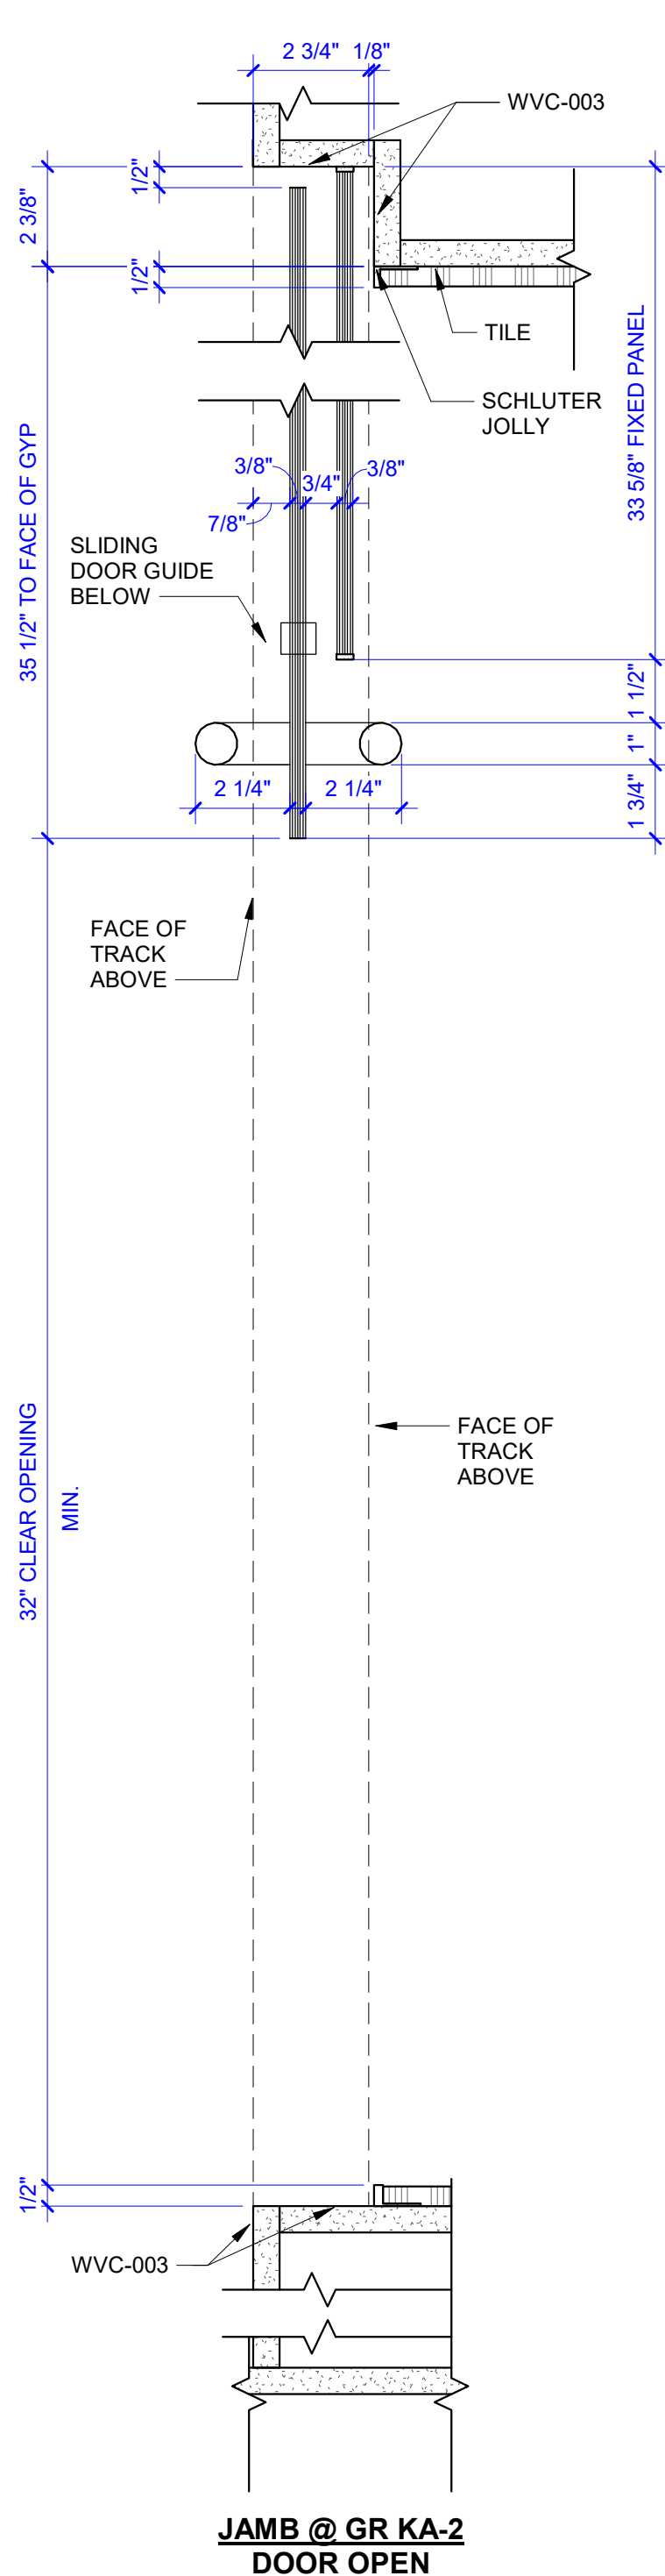 2 3/4" 1/8"
WVC-003
1/2"
2 3/8"
1/2"
TILE
SCHLUTER
JOLLY
33 5/8" FIXED PANEL
35 1/2" TO FACE OF GYP
3/8"
3/4"
3/8"
7/8"
SLIDING
DOOR GUIDE
BELOW
1 1/2"
1"
1 3/4"
2 1/4"
2 1/4"
FACE OF
TRACK
ABOVE
FACE OF
TRACK
ABOVE
32" CLEAR OPENING
MIN.
1/2"
WVC-003
JAMB @ GR KA-2
DOOR OPEN